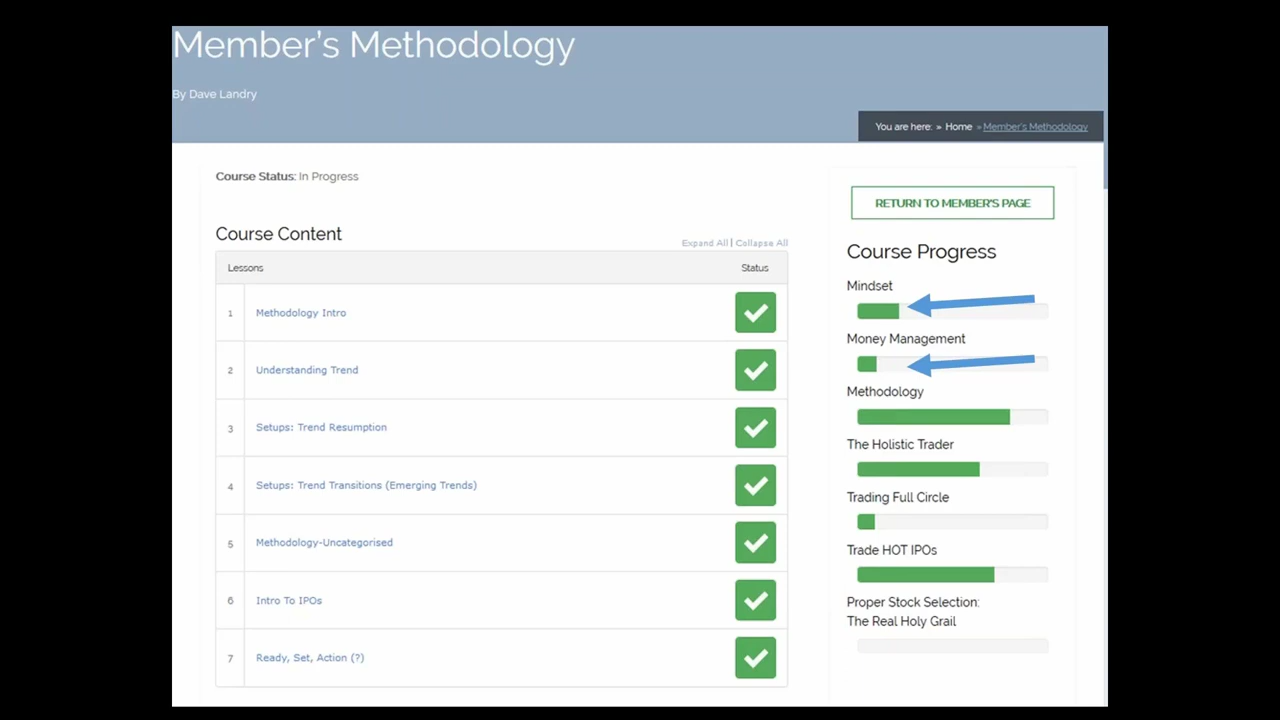 Member's Methodology
By Dave Landry
You are here: » Home » Member's Methodology
Course Status: In Progress
RETURN TO MEMBER'S PAGE
Course Content
Expand All | Collapse All
Lessons Status
1 Methodology Intro
2 Understanding Trend
3 Setups: Trend Resumption
4 Setups: Trend Transitions (Emerging Trends)
5 Methodology-Uncategorised
6 Intro To IPOs
7 Ready, Set, Action (?)
Course Progress
Mindset
Money Management
Methodology
The Holistic Trader
Trading Full Circle
Trade HOT IPOs
Proper Stock Selection:
The Real Holy Grail